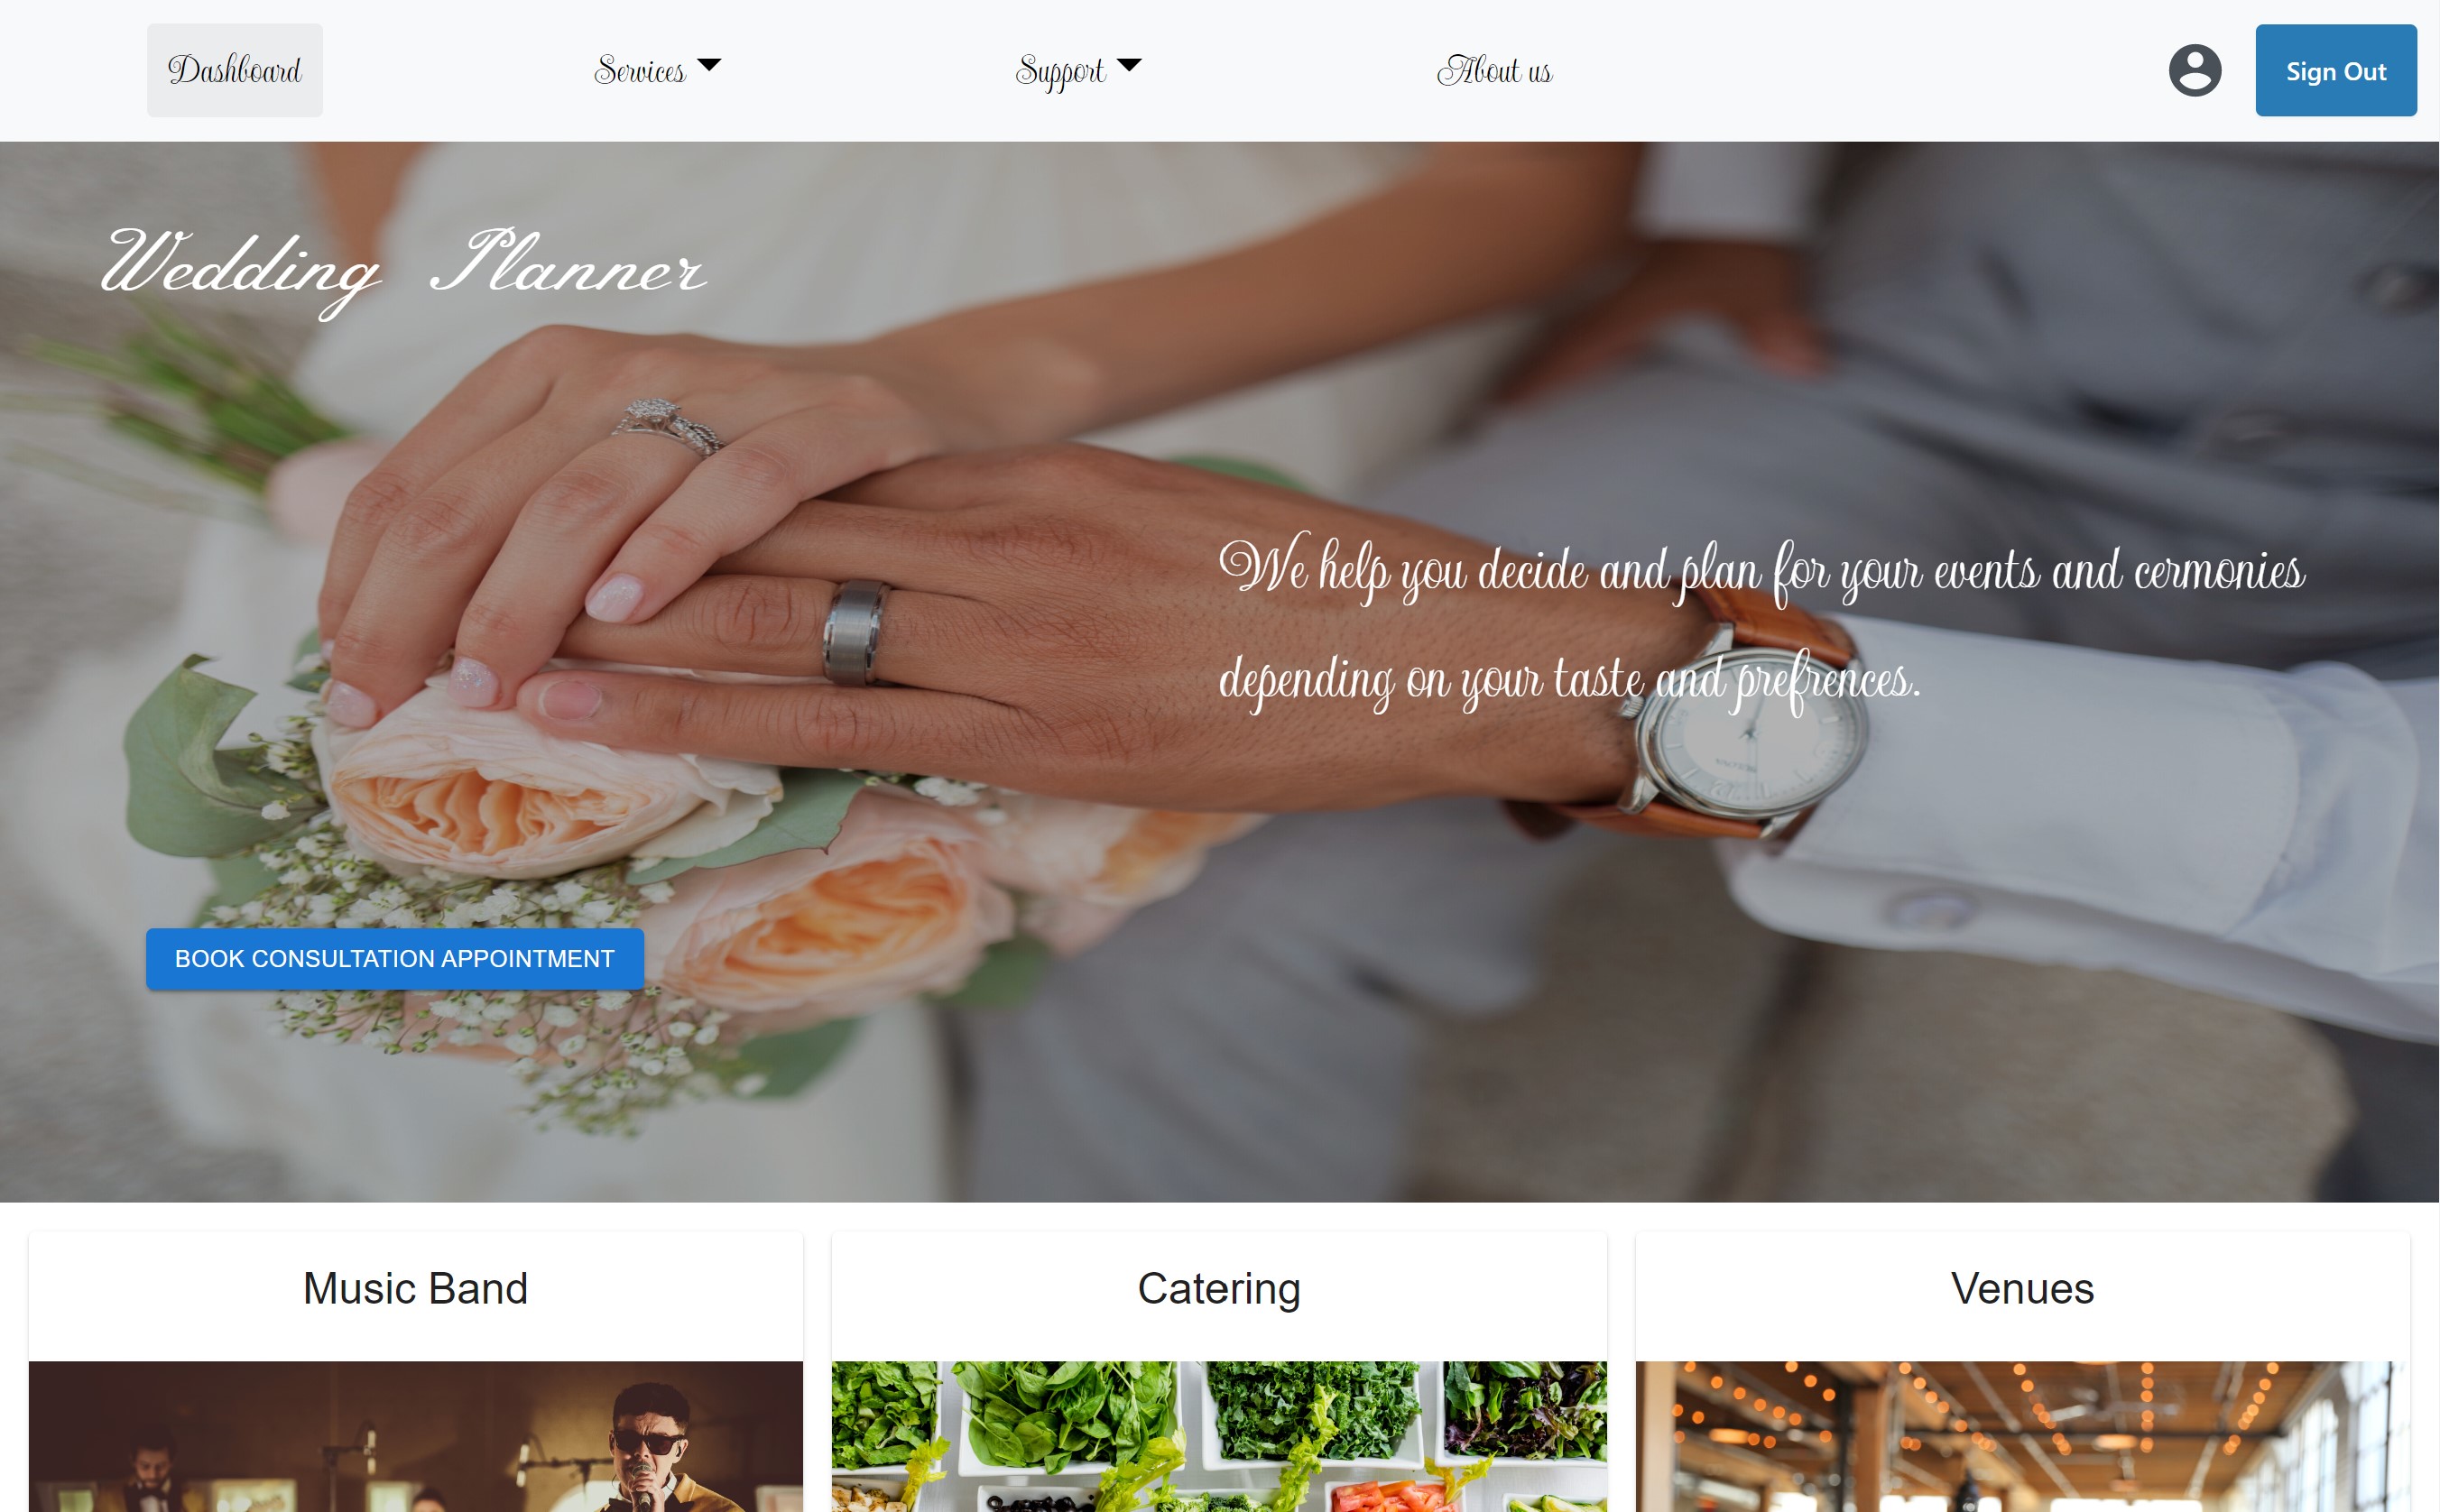 Dashboard
Services
Support
About us
Sign Out
Wedding Planner
We help you decide and plan for your events and cermonies
depending on your taste and prefrences.
BOOK CONSULTATION APPOINTMENT
Music Band
Catering
Venues